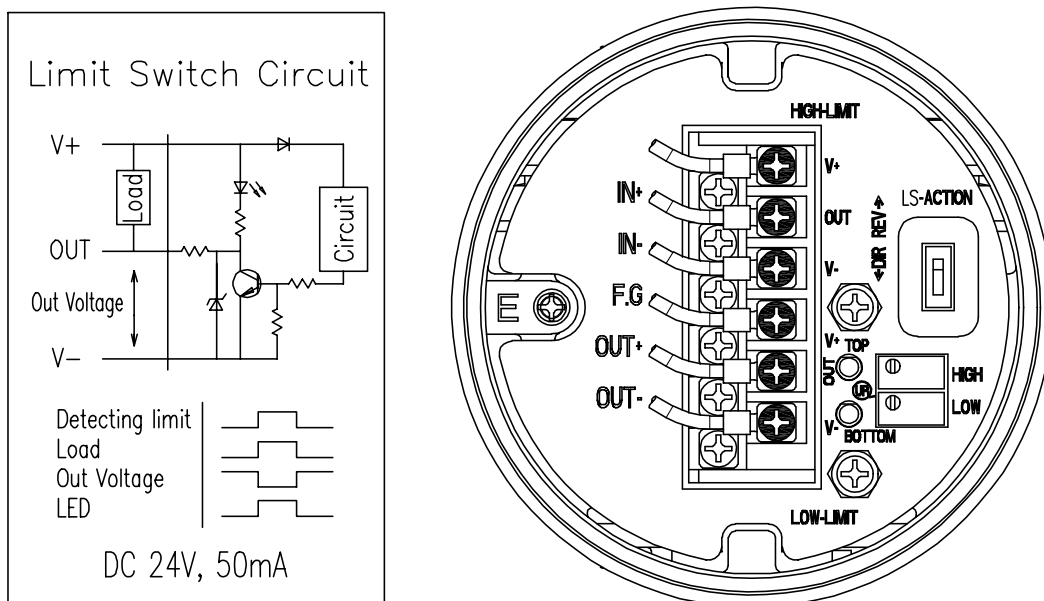 Limit Switch Circuit
V+
Load
OUT
Circuit
Out Voltage
V-
Detecting limit
Load
Out Voltage
LED
DC 24V, 50mA
HIGH-LIMIT
V+
IN+
OUT
IN-
V-
F.G
OUT+
V+
OUT
OUT-
V-
LS-ACTION
←DIR REV→
TOP
UP
HIGH
LOW
BOTTOM
E
LOW-LIMIT